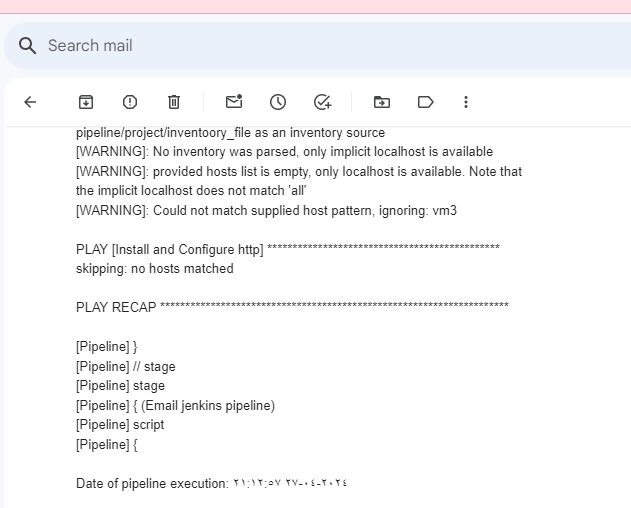 Search mail
pipeline/project/inventoory_file as an inventory source
[WARNING]: No inventory was parsed, only implicit localhost is available
[WARNING]: provided hosts list is empty, only localhost is available. Note that
the implicit localhost does not match 'all'
[WARNING]: Could not match supplied host pattern, ignoring: vm3
PLAY [Install and Configure http] **********************************************
skipping: no hosts matched
PLAY RECAP *********************************************************************
[Pipeline] }
[Pipeline] // stage
[Pipeline] stage
[Pipeline] { (Email jenkins pipeline)
[Pipeline] script
[Pipeline] {
Date of pipeline execution: ٢١:١٢:٥٧ ٢٧-٠٤-٢٠٢٤